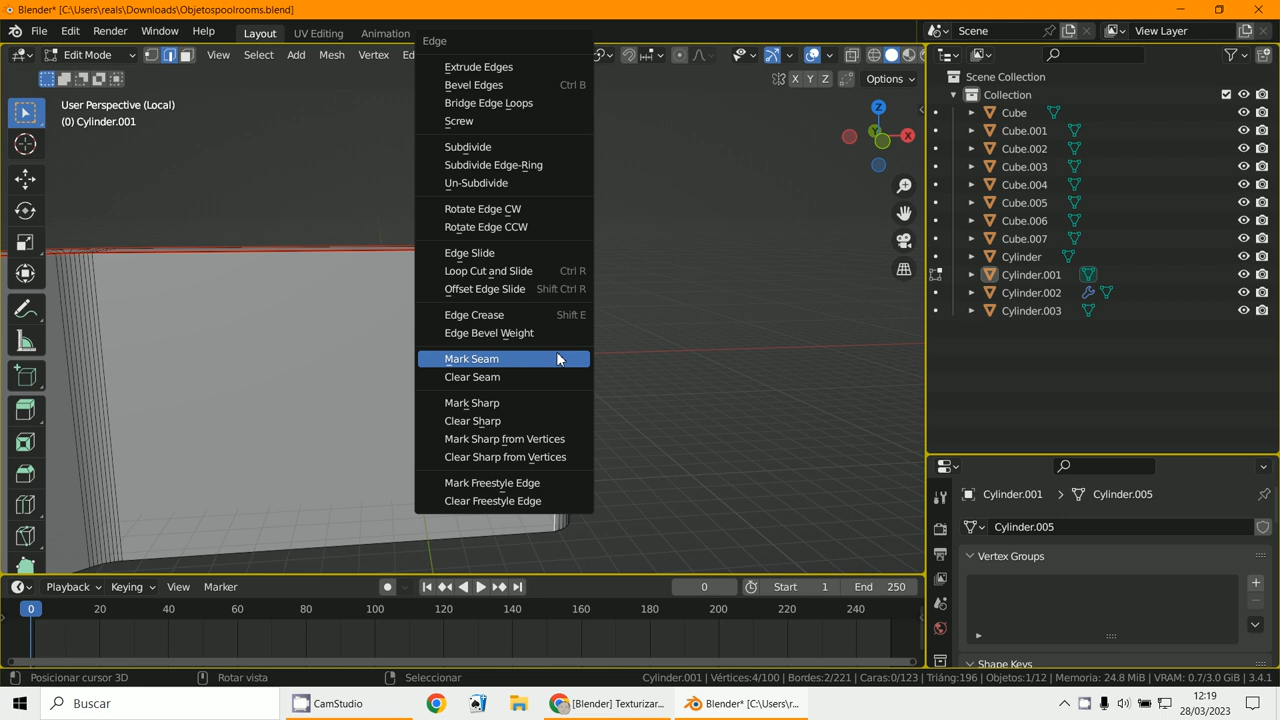 Blender* [C:\Users\reals\Downloads\Objetospoolrooms.blend]
File Edit Render Window Help Layout UV Editing Animation Scene View Layer
Edit Mode View Select Add Mesh Vertex Ed
X Y Z Options
User Perspective (Local)
(0) Cylinder.001
Z
Y X
Edge
Extrude Edges
Bevel Edges Ctrl B
Bridge Edge Loops
Screw
Subdivide
Subdivide Edge-Ring
Un-Subdivide
Rotate Edge CW
Rotate Edge CCW
Edge Slide
Loop Cut and Slide Ctrl R
Offset Edge Slide Shift Ctrl R
Edge Crease Shift E
Edge Bevel Weight
Mark Seam
Clear Seam
Mark Sharp
Clear Sharp
Mark Sharp from Vertices
Clear Sharp from Vertices
Mark Freestyle Edge
Clear Freestyle Edge
Scene Collection
Collection
Cube
Cube.001
Cube.002
Cube.003
Cube.004
Cube.005
Cube.006
Cube.007
Cylinder
Cylinder.001
Cylinder.002
Cylinder.003
Cylinder.001 Cylinder.005
Cylinder.005
Vertex Groups
Shape Keys
Playback Keying View Marker 0 Start 1 End 250
0 20 40 60 80 100 120 140 160 180 200 220 240
Posicionar cursor 3D Rotar vista Seleccionar Cylinder.001 | Vértices:4/100 | Bordes:2/221 | Caras:0/123 | Triáng:196 | Objetos:1/12 | Memoria: 24.8 MiB | VRAM: 0.7/3.0 GiB | 3.4.1
Buscar CamStudio [Blender] Texturizar... Blender* [C:\Users\r... 12:19
28/03/2023